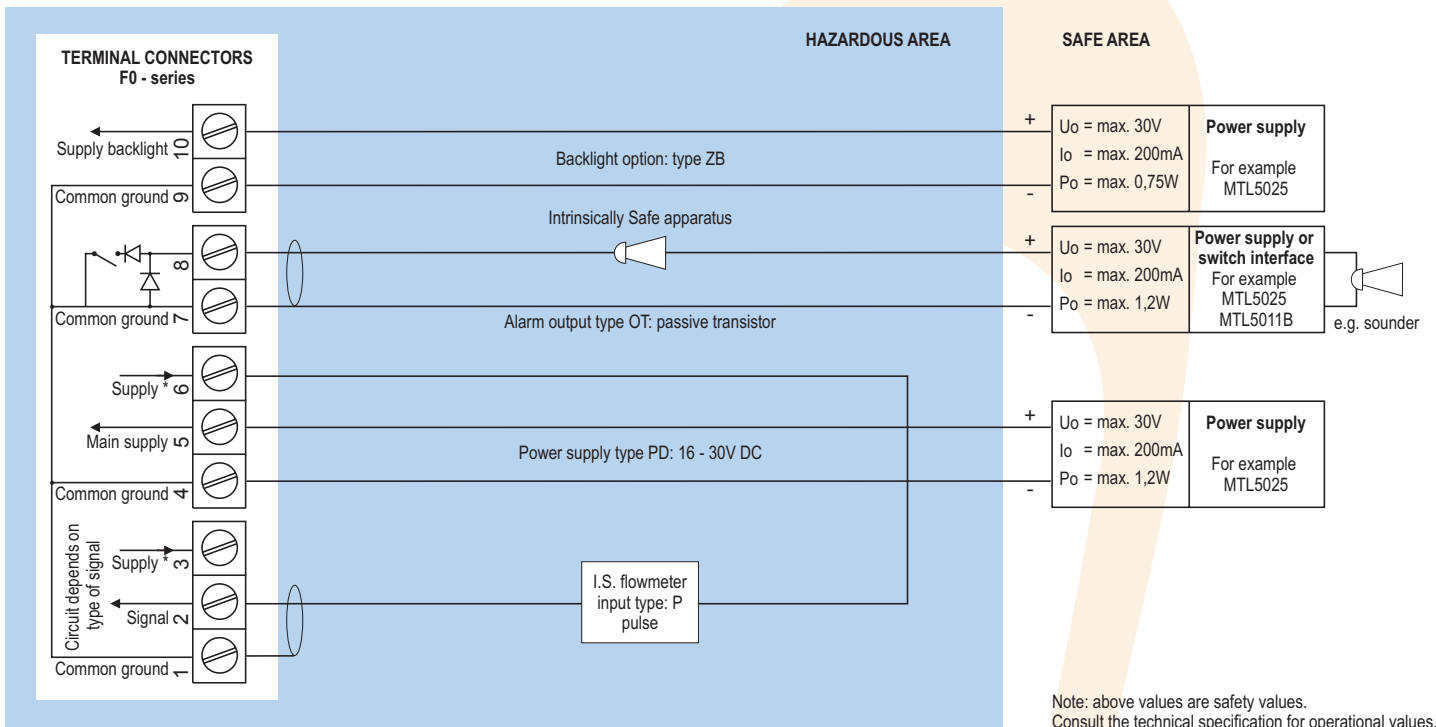 HAZARDOUS AREA
SAFE AREA
TERMINAL CONNECTORS
F0 - series
Supply backlight
10
Common ground
9
Backlight option: type ZB
+
-
Uo = max. 30V
Io = max. 200mA
Po = max. 0,75W
Power supply
For example
MTL5025
Intrinsically Safe apparatus
8
Common ground
7
Alarm output type OT: passive transistor
+
-
Uo = max. 30V
Io = max. 200mA
Po = max. 1,2W
Power supply or
switch interface
For example
MTL5025
MTL5011B
e.g. sounder
Supply *
6
Main supply
5
Common ground
4
Power supply type PD: 16 - 30V DC
+
-
Uo = max. 30V
Io = max. 200mA
Po = max. 1,2W
Power supply
For example
MTL5025
Circuit depends on
type of signal
Supply *
3
Signal
2
Common ground
1
I.S. flowmeter
input type: P
pulse
Note: above values are safety values.
Consult the technical specification for operational values.